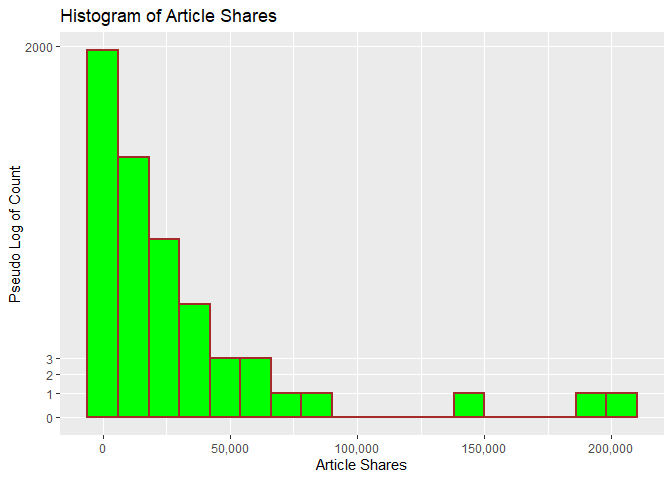 Histogram of Article Shares
Pseudo Log of Count
2000
3
2
1
0
0 50,000 100,000 150,000 200,000
Article Shares